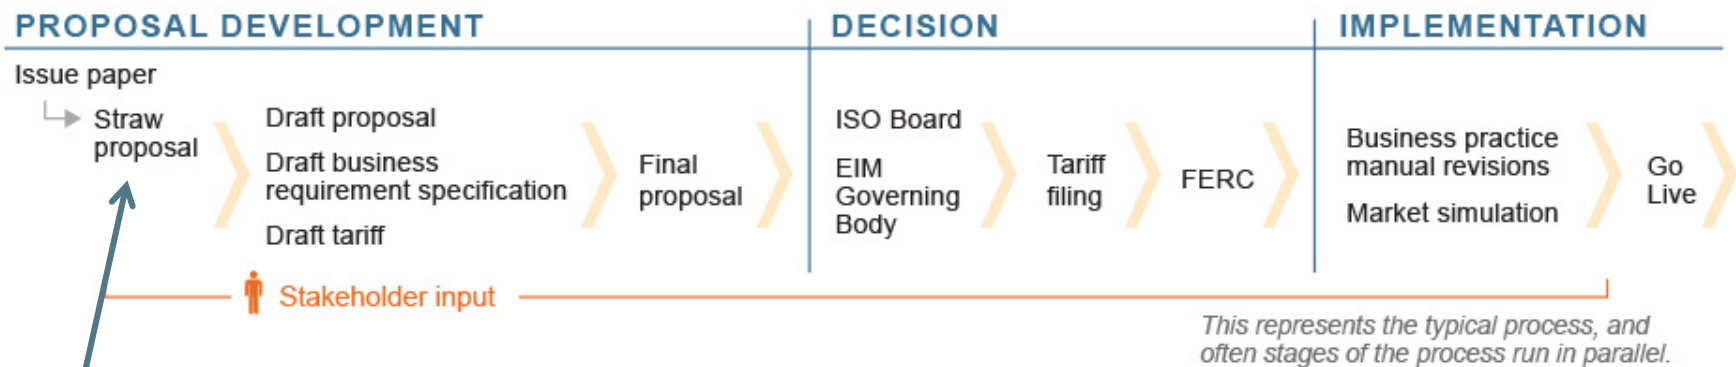 PROPOSAL DEVELOPMENT
DECISION
IMPLEMENTATION
Issue paper
Straw
proposal
Draft proposal
Draft business
requirement specification
Draft tariff
Final
proposal
ISO Board
EIM
Governing
Body
Tariff
filing
FERC
Business practice
manual revisions
Market simulation
Go
Live
Stakeholder input
This represents the typical process, and
often stages of the process run in parallel.